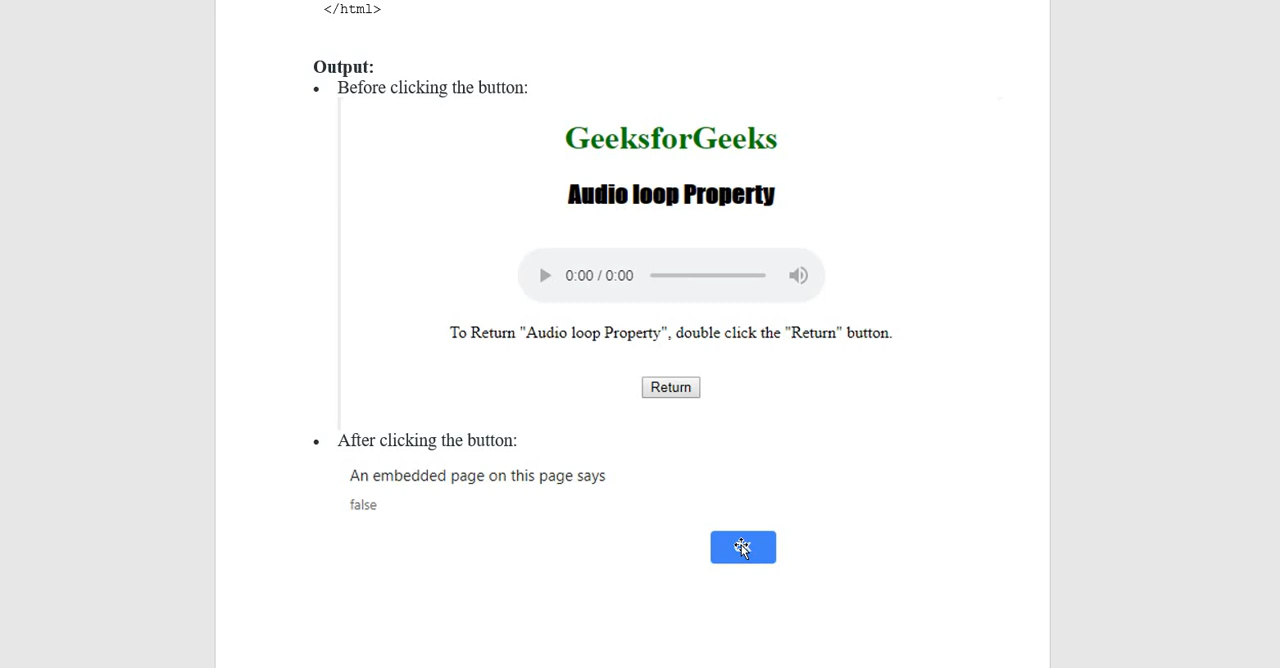 </html>
Output:
• Before clicking the button:
GeeksforGeeks
Audio loop Property
0:00 / 0:00
To Return "Audio loop Property", double click the "Return" button.
Return
• After clicking the button:
An embedded page on this page says
false